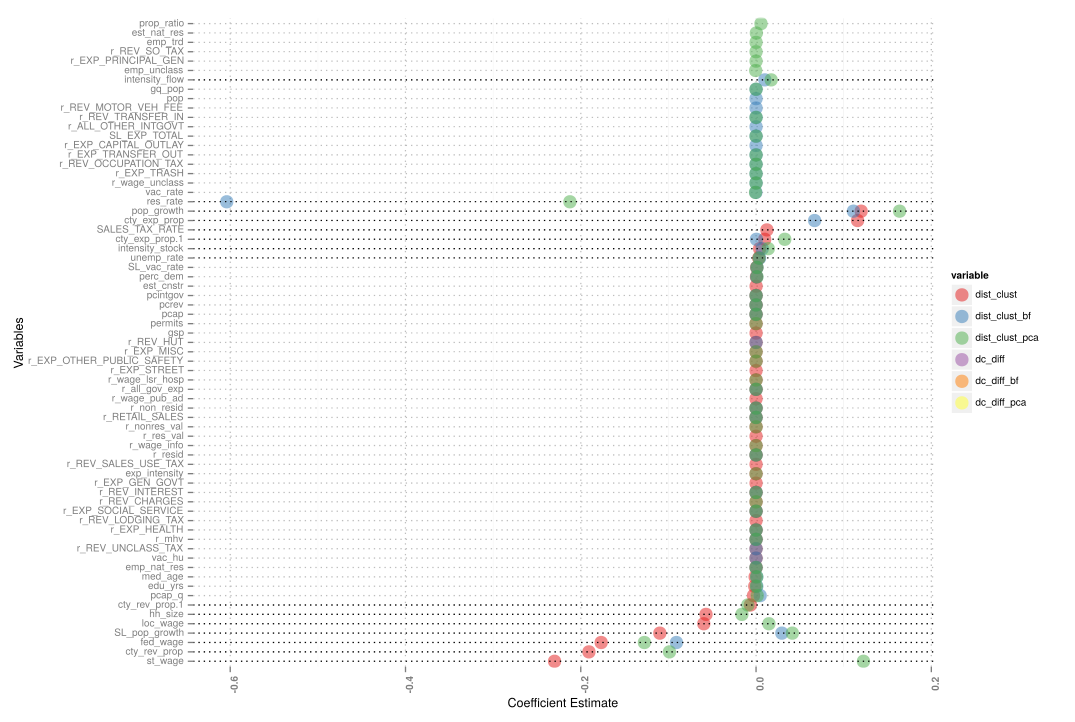 prop_ratio
est_nat_res
emp_trd
r_REV_SO_TAX
r_EXP_PRINCIPAL_GEN
emp_unclass
intensity_flow
gq_pop
pop
r_REV_MOTOR_VEH_FEE
r_REV_TRANSFER_IN
r_ALL_OTHER_INTGOVT
SL_EXP_TOTAL
r_EXP_CAPITAL_OUTLAY
r_EXP_TRANSFER_OUT
r_REV_OCCUPATION_TAX
r_EXP_TRASH
r_wage_unclass
vac_rate
res_rate
pop_growth
cty_exp_prop
SALES_TAX_RATE
cty_exp_prop.1
intensity_stock
unemp_rate
SL_vac_rate
perc_dem
est_cnstr
pcintgov
pcrev
pcap
permits
gsp
r_REV_HUT
r_EXP_MISC
r_EXP_OTHER_PUBLIC_SAFETY
r_EXP_STREET
r_wage_lsr_hosp
r_all_gov_exp
r_wage_pub_ad
r_non_resid
r_RETAIL_SALES
r_nonres_val
r_res_val
r_wage_info
r_resid
r_REV_SALES_USE_TAX
exp_intensity
r_EXP_GEN_GOVT
r_REV_INTEREST
r_REV_CHARGES
r_EXP_SOCIAL_SERVICE
r_REV_LODGING_TAX
r_EXP_HEALTH
r_mhv
r_REV_UNCLASS_TAX
vac_hu
emp_nat_res
med_age
edu_yrs
pcap_q
cty_rev_prop.1
hh_size
loc_wage
SL_pop_growth
fed_wage
cty_rev_prop
st_wage
Variables
-0.6
-0.4
-0.2
0.0
0.2
Coefficient Estimate
variable
dist_clust
dist_clust_bf
dist_clust_pca
dc_diff
dc_diff_bf
dc_diff_pca